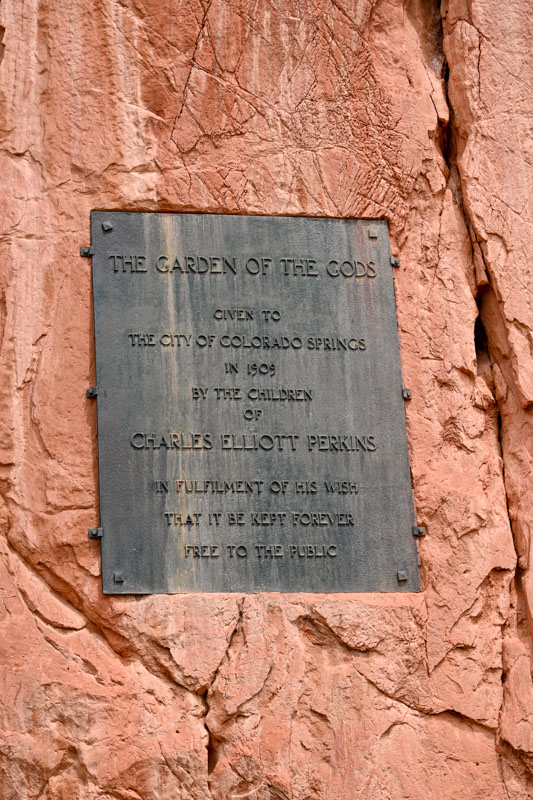 THE GARDEN OF THE GODS
GIVEN TO
THE CITY OF COLORADO SPRINGS
IN 1909
BY THE CHILDREN
OF
CHARLES ELLIOTT PERKINS
IN FULFILMENT OF HIS WISH
THAT IT BE KEPT FOREVER
FREE TO THE PUBLIC